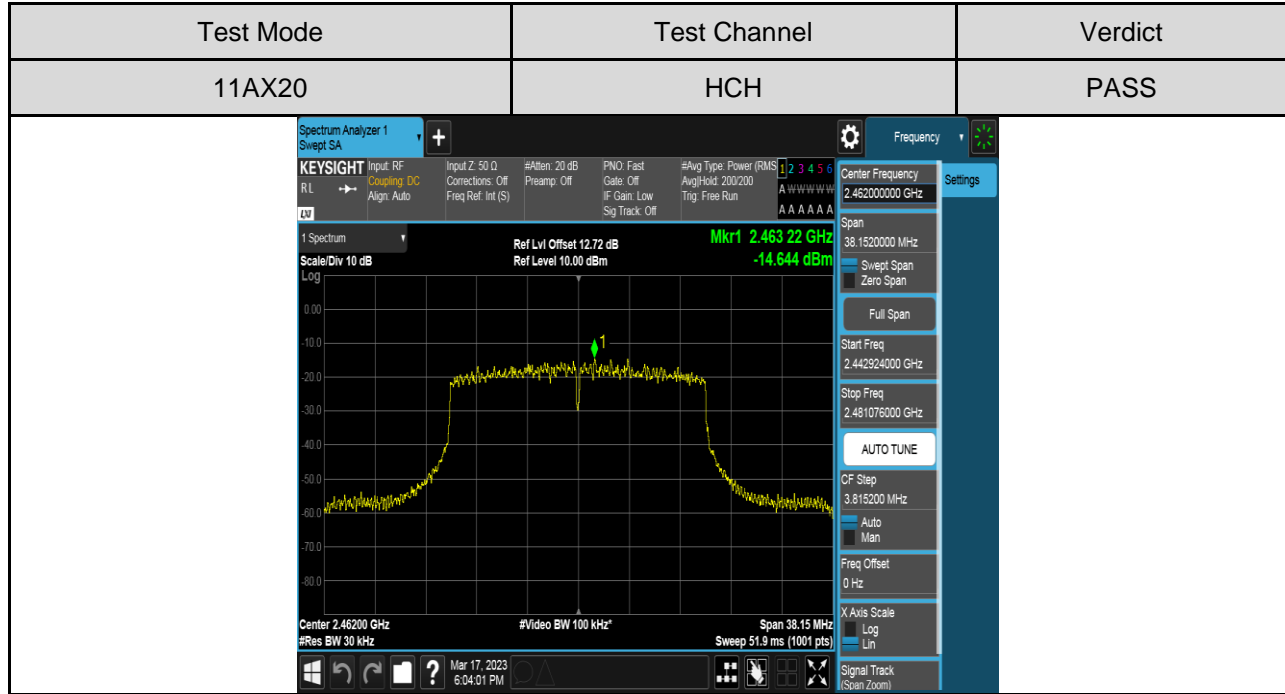 Test Mode Test Channel Verdict
11AX20 HCH PASS
Spectrum Analyzer 1
Swept SA
+
Frequency
KEYSIGHT Input: RF Input Z: 50 Ω #Atten: 20 dB PNO: Fast #Avg Type: Power (RMS 1 2 3 4 5 6
RL Coupling: DC Corrections: Off Preamp: Off Gate: Off Avg|Hold: 200/200 A W W W W W
Align: Auto Freq Ref: Int (S) IF Gain: Low Trig: Free Run
LXI Sig Track: Off A A A A A A
1 Spectrum
Scale/Div 10 dB
Ref Lvl Offset 12.72 dB
Ref Level 10.00 dBm
Mkr1 2.463 22 GHz
-14.644 dBm
Log
0.00
-10.0
-20.0
-30.0
-40.0
-50.0
-60.0
-70.0
-80.0
1
Center 2.46200 GHz #Video BW 100 kHz* Span 38.15 MHz
#Res BW 30 kHz Sweep 51.9 ms (1001 pts)
?
Mar 17, 2023
6:04:01 PM
Settings
Center Frequency
2.462000000 GHz
Span
38.1520000 MHz
Swept Span
Zero Span
Full Span
Start Freq
2.442924000 GHz
Stop Freq
2.481076000 GHz
AUTO TUNE
CF Step
3.815200 MHz
Auto
Man
Freq Offset
0 Hz
X Axis Scale
Log
Lin
Signal Track
(Span Zoom)